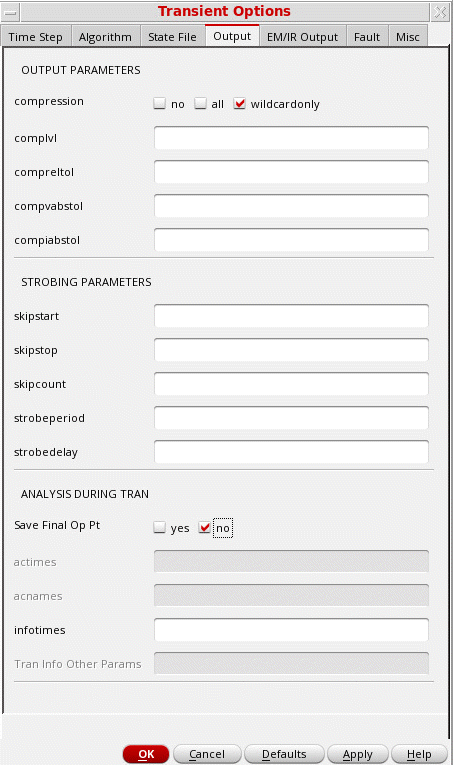 Transient Options
Time Step Algorithm State File Output EM/IR Output Fault Misc
OUTPUT PARAMETERS
compression no all wildcardonly
complvl
compreltol
compvabstol
compiabstol
STROBING PARAMETERS
skipstart
skipstop
skipcount
strobeperiod
strobedelay
ANALYSIS DURING TRAN
Save Final Op Pt yes no
actimes
acnames
infotimes
Tran Info Other Params
OK Cancel Defaults Apply Help